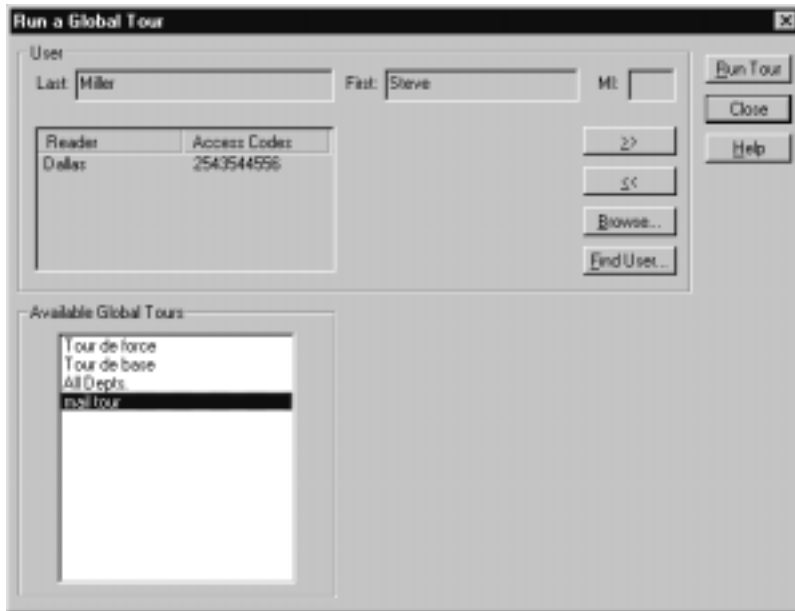 Run a Global Tour
User
Last: Miller
First: Steve
MI:
Run Tour
Close
Help
Reader Access Codes
Dallas 2543544556
>>
<<
Browse...
Find User...
Available Global Tours
Tour de force
Tour de base
All Depts.
mail tour